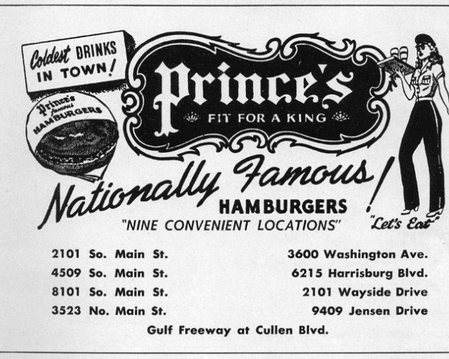 Coldest DRINKS
IN TOWN!
Prince's
famous
HAMBURGERS
Prince's
FIT FOR A KING
Nationally Famous!
HAMBURGERS
"NINE CONVENIENT LOCATIONS"
"Let's Eat"
2101 So. Main St.
4509 So. Main St.
8101 So. Main St.
3523 No. Main St.
3600 Washington Ave.
6215 Harrisburg Blvd.
2101 Wayside Drive
9409 Jensen Drive
Gulf Freeway at Cullen Blvd.